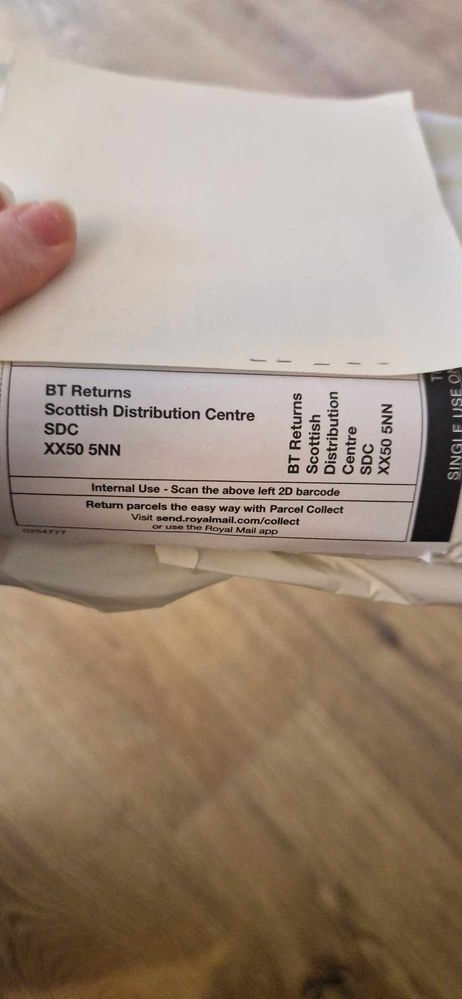 BT Returns
Scottish Distribution Centre
SDC
XX50 5NN
BT Returns
Scottish
Distribution
Centre
SDC
XX50 5NN
Internal Use - Scan the above left 2D barcode
Return parcels the easy way with Parcel Collect
Visit send.royalmail.com/collect
or use the Royal Mail app
0254777
SINGLE USE